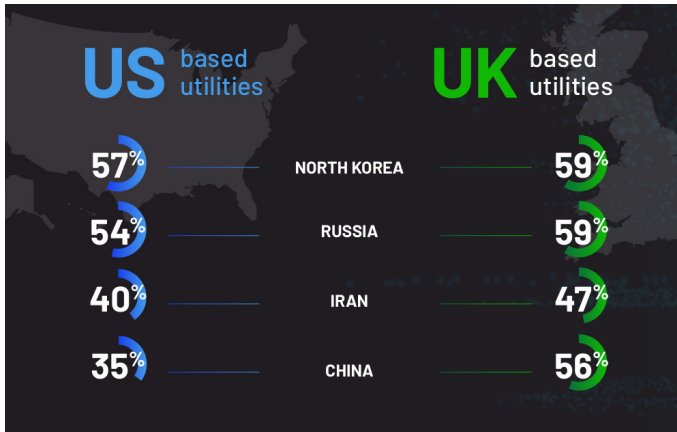 US based utilities
UK based utilities
57% NORTH KOREA 59%
54% RUSSIA 59%
40% IRAN 47%
35% CHINA 56%